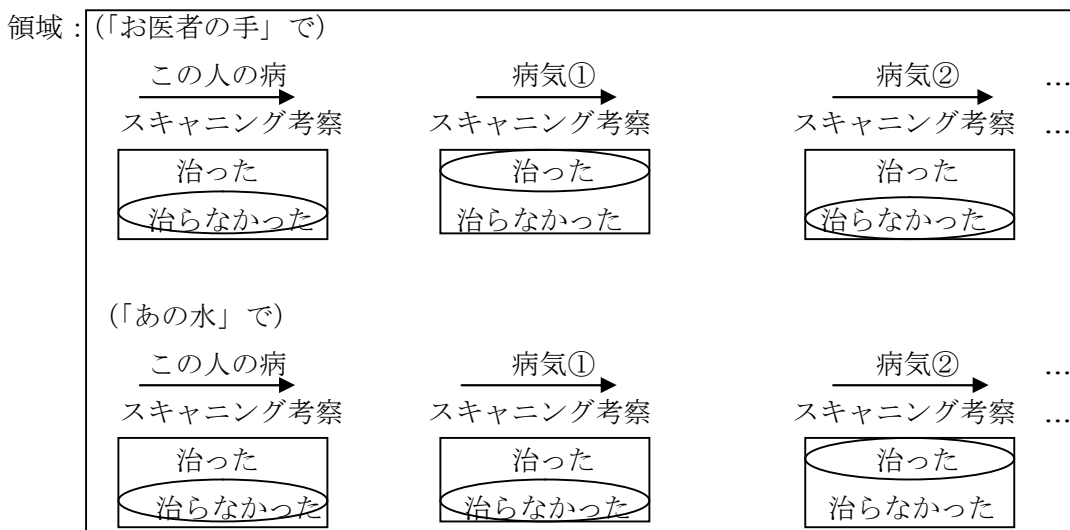 領域：(「お医者の手」で)
この人の病 病気① 病気② …
スキャニング考察 スキャニング考察 スキャニング考察 …
治った 治った 治った
治らなかった 治らなかった 治らなかった
(「あの水」で)
この人の病 病気① 病気② …
スキャニング考察 スキャニング考察 スキャニング考察 …
治った 治った 治った
治らなかった 治らなかった 治らなかった